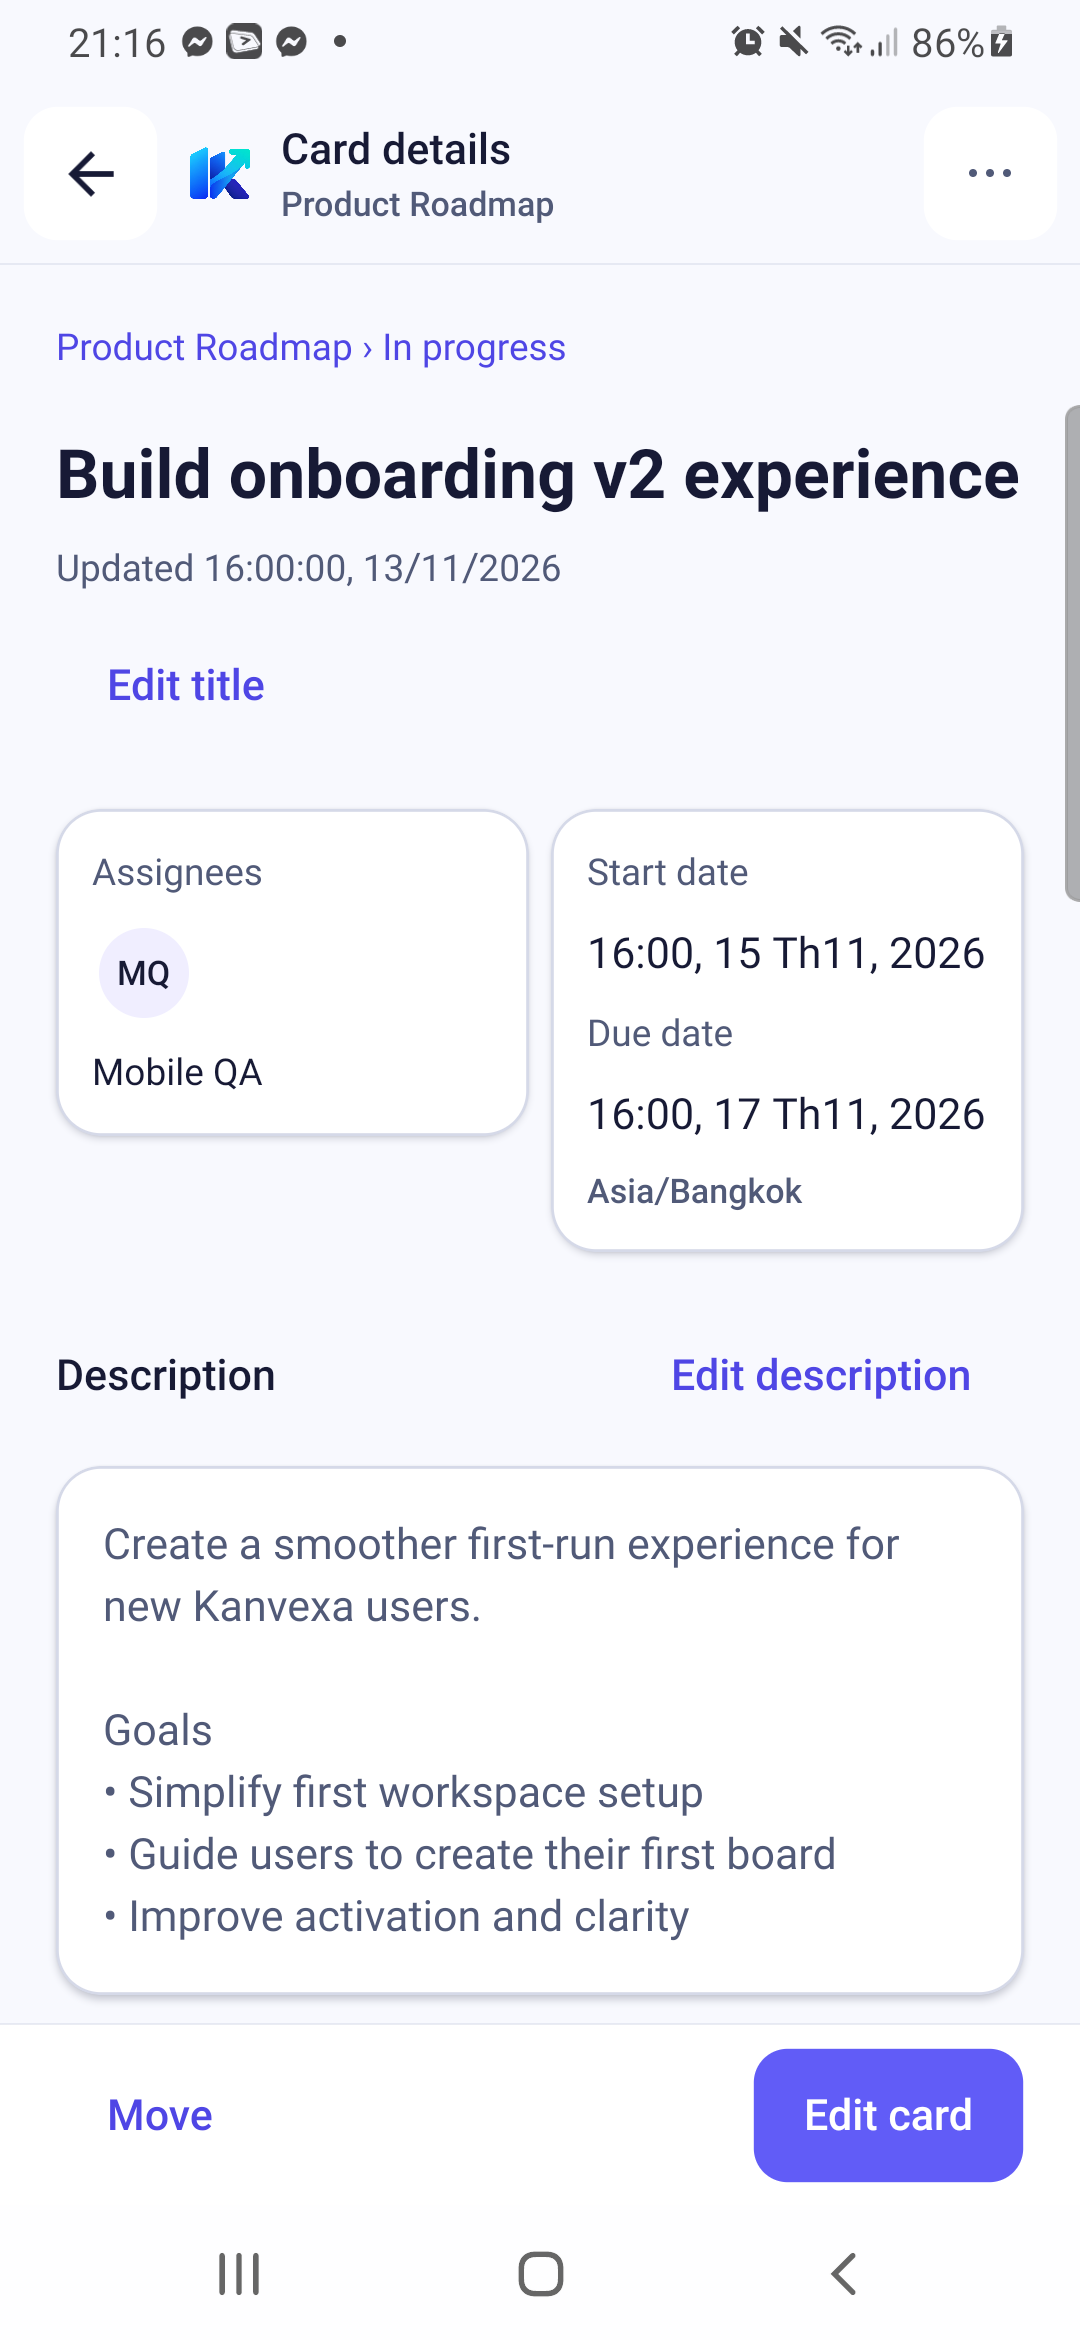 21:16
86%
Card details
Product Roadmap
Product Roadmap › In progress
Build onboarding v2 experience
Updated 16:00:00, 13/11/2026
Edit title
Assignees
MQ
Mobile QA
Start date
16:00, 15 Th11, 2026
Due date
16:00, 17 Th11, 2026
Asia/Bangkok
Description
Edit description
Create a smoother first-run experience for
new Kanvexa users.
Goals
• Simplify first workspace setup
• Guide users to create their first board
• Improve activation and clarity
Move
Edit card